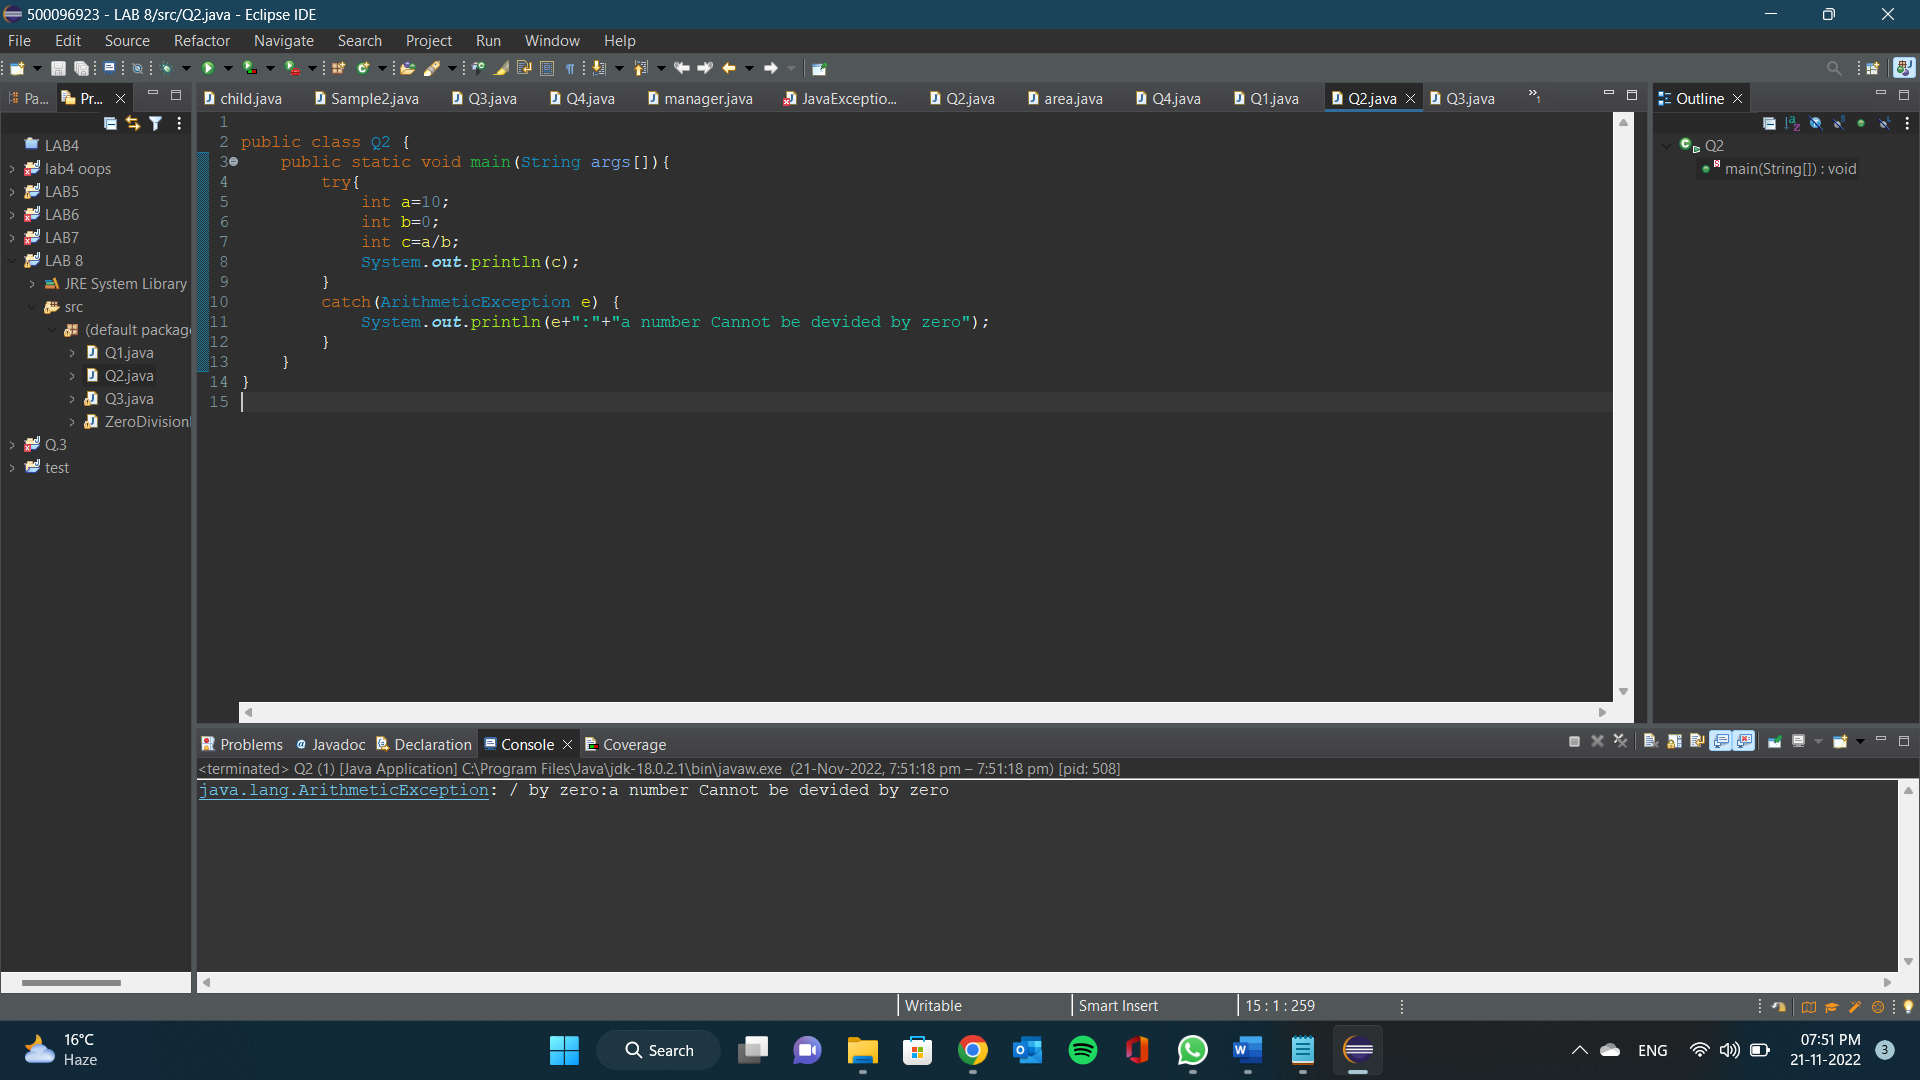 500096923 - LAB 8/src/Q2.java - Eclipse IDE
File Edit Source Refactor Navigate Search Project Run Window Help
Pa... Pr... child.java Sample2.java Q3.java Q4.java manager.java JavaExceptio... Q2.java area.java Q4.java Q1.java Q2.java Q3.java »1 Outline
LAB4
lab4 oops
LAB5
LAB6
LAB7
LAB 8
JRE System Library
src
(default package
Q1.java
Q2.java
Q3.java
ZeroDivision
Q.3
test
1
2 public class Q2 {
3 public static void main(String args[]){
4 try{
5 int a=10;
6 int b=0;
7 int c=a/b;
8 System.out.println(c);
9 }
10 catch(ArithmeticException e) {
11 System.out.println(e+":"+"a number Cannot be devided by zero");
12 }
13 }
14 }
15
Q2
main(String[]) : void
Problems Javadoc Declaration Console Coverage
<terminated> Q2 (1) [Java Application] C:\Program Files\Java\jdk-18.0.2.1\bin\javaw.exe (21-Nov-2022, 7:51:18 pm – 7:51:18 pm) [pid: 508]
java.lang.ArithmeticException: / by zero:a number Cannot be devided by zero
Writable Smart Insert 15 : 1 : 259
16°C
Haze
Search
ENG
07:51 PM
21-11-2022
3